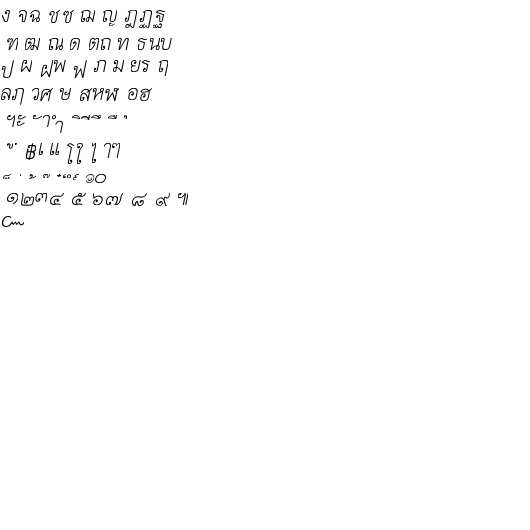 ง จฉ ชซ ฌ ญ ฎฏฐ
ฑ ฒ ณ ด ตถ ท ธนบ
ป ผ ฝพ ฟ ภ ม ยร ฤ
ลฦ วศ ษ สหฬ อฮ
ฯะ ั าำ ิ ี ึ ื ุ
ู ฺ ฿เ แ โใ ไ ๅๆ
็ ่ ้ ๊ ๋์ํ๎ ๏๐
๑๒๓๔ ๕ ๖๗ ๘ ๙ ๚
๛